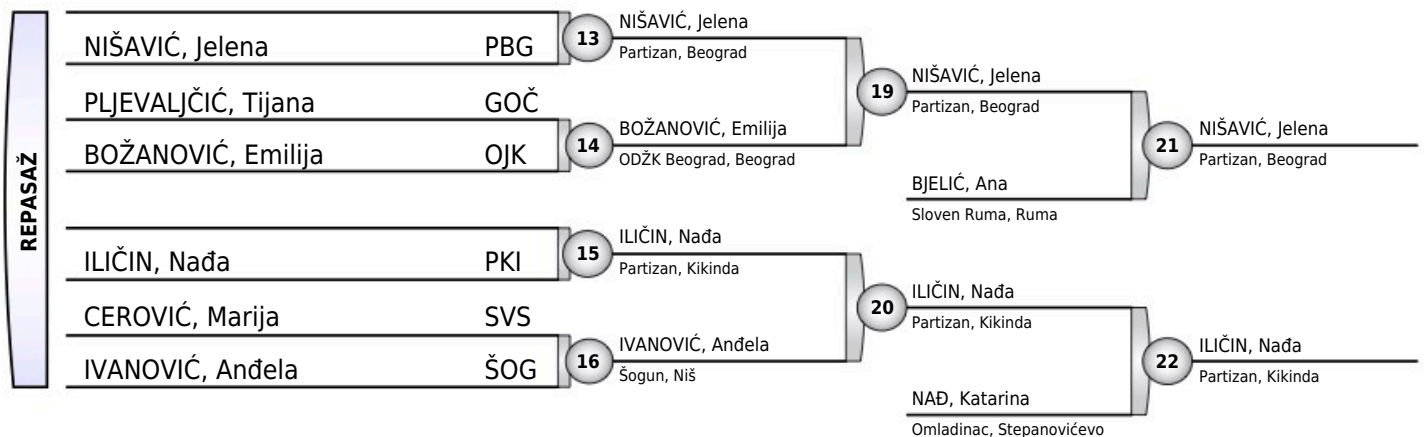 REPASAŽ
NIŠAVIĆ, Jelena PBG
PLJEVALJČIĆ, Tijana GOČ
BOŽANOVIĆ, Emilija OJK
ILIČIN, Nađa PKI
CEROVIĆ, Marija SVS
IVANOVIĆ, Anđela ŠOG
13
NIŠAVIĆ, Jelena
Partizan, Beograd
14
BOŽANOVIĆ, Emilija
ODŽK Beograd, Beograd
15
ILIČIN, Nađa
Partizan, Kikinda
16
IVANOVIĆ, Anđela
Šogun, Niš
19
NIŠAVIĆ, Jelena
Partizan, Beograd
BJELIĆ, Ana
Sloven Ruma, Ruma
20
ILIČIN, Nađa
Partizan, Kikinda
NAĐ, Katarina
Omladinac, Stepanovićevo
21
NIŠAVIĆ, Jelena
Partizan, Beograd
22
ILIČIN, Nađa
Partizan, Kikinda